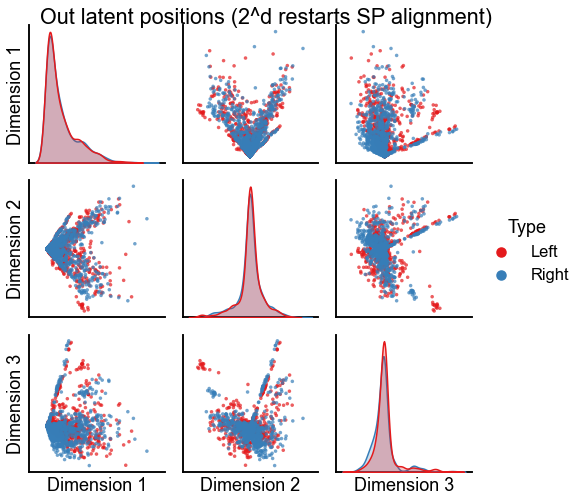 Out latent positions (2^d restarts SP alignment)
Dimension 1
Dimension 2
Dimension 3
Type
Left
Right
Dimension 1
Dimension 2
Dimension 3